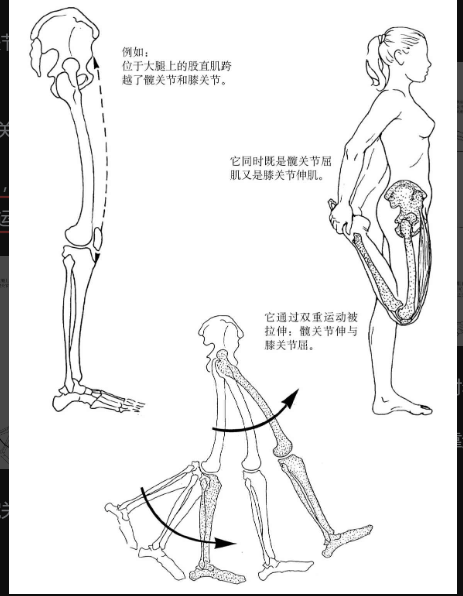 例如：
位于大腿上的股直肌跨
越了髋关节和膝关节。
它同时既是髋关节屈
肌又是膝关节伸肌。
它通过双重运动被
拉伸：髋关节伸与
膝关节屈。